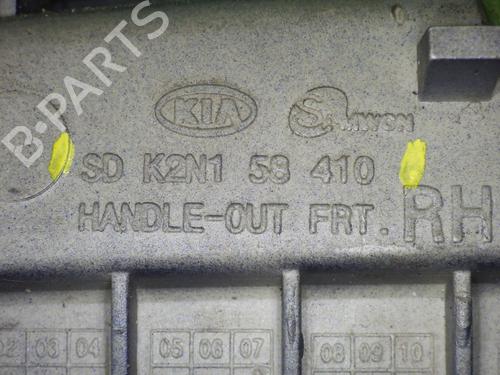 B-PARTS
KIA SAMWON
SD K2N1 58 410
HANDLE-OUT FRT. RH
02 03 04 05 06 07 08 09 10